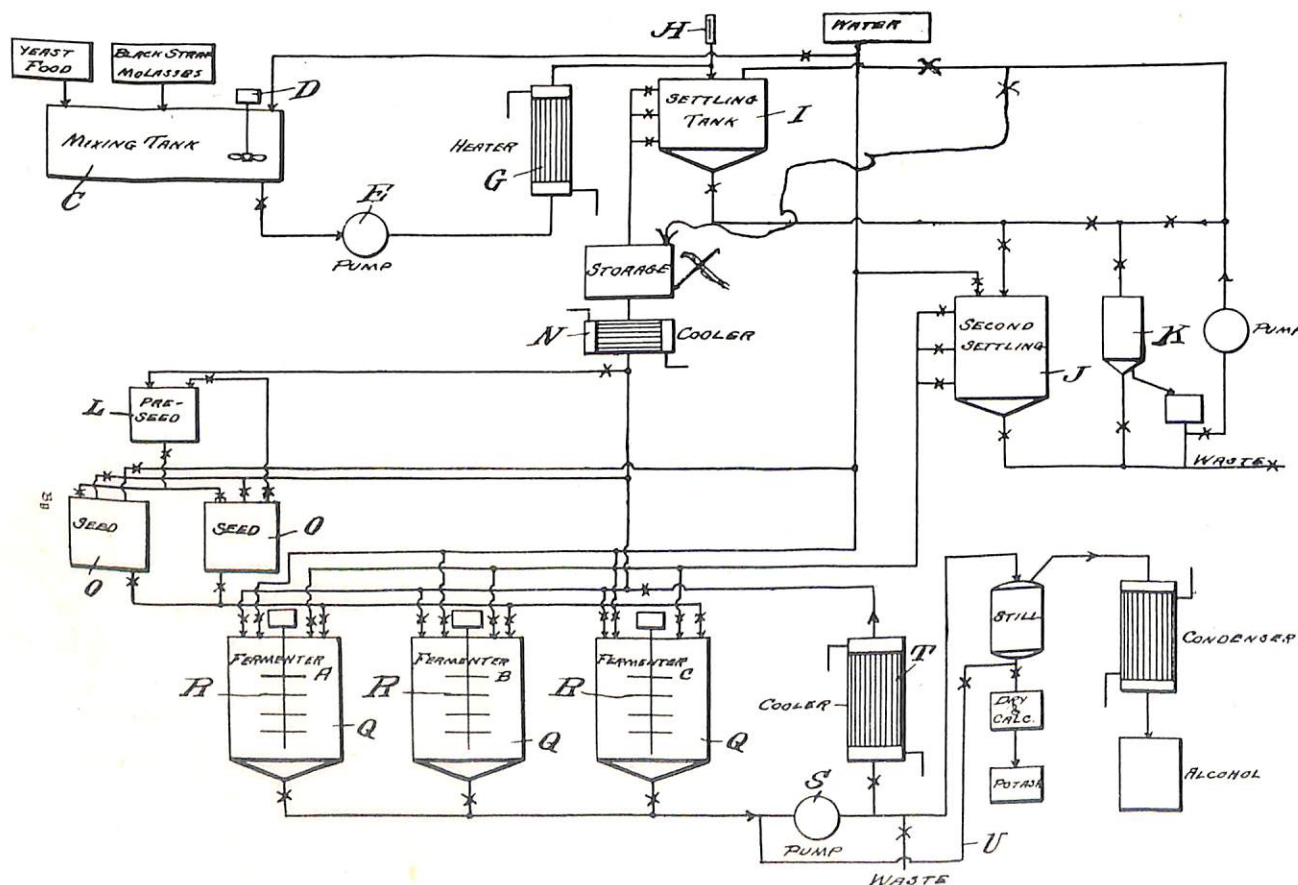 H
WATER
YEAST
FOOD
BLACK STRAP
MOLASSES
D
MIXING TANK
C
HEATER
G
SETTLING
TANK
I
E
PUMP
STORAGE
N
COOLER
SECOND
SETTLING
J
K
PUMP
L
PRE-
SEED
WASTE
SEED
O
SEED
O
FERMENTER
A
R
Q
FERMENTER
B
R
Q
FERMENTER
C
R
Q
COOLER
T
STILL
CONDENSER
DRY
&
CALC.
POTASH
ALCOHOL
S
PUMP
U
WASTE